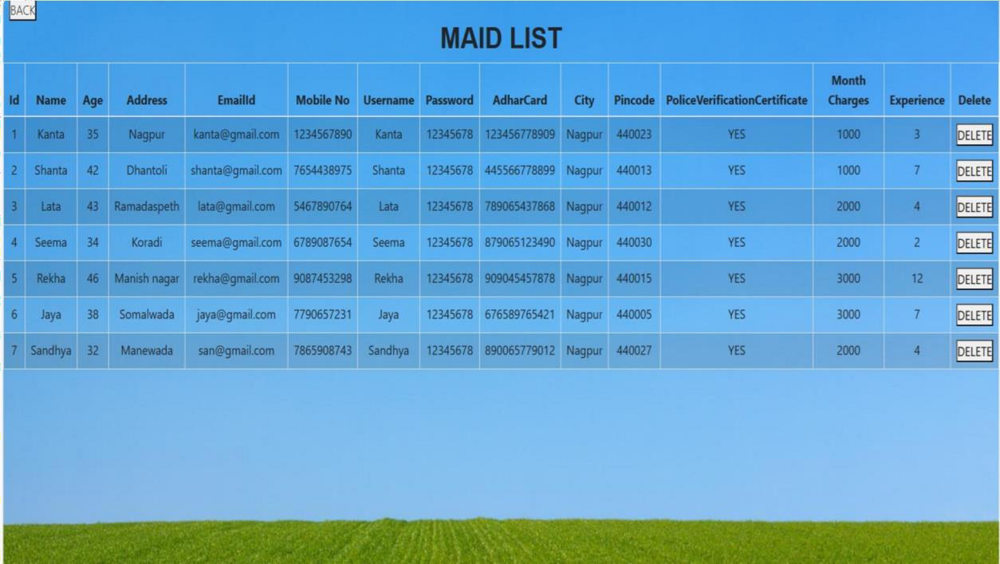 BACK
MAID LIST
Id Name Age Address EmailId Mobile No Username Password AdharCard City Pincode PoliceVerificationCertificate Month Charges Experience Delete
1 Kanta 35 Nagpur kanta@gmail.com 1234567890 Kanta 12345678 123456778909 Nagpur 440023 YES 1000 3 DELETE
2 Shanta 42 Dhantoli shanta@gmail.com 7654438975 Shanta 12345678 445566778899 Nagpur 440013 YES 1000 7 DELETE
3 Lata 43 Ramadaspeth lata@gmail.com 5467890764 Lata 12345678 789065437868 Nagpur 440012 YES 2000 4 DELETE
4 Seema 34 Koradi seema@gmail.com 6789087654 Seema 12345678 879065123490 Nagpur 440030 YES 2000 2 DELETE
5 Rekha 46 Manish nagar rekha@gmail.com 9087453298 Rekha 12345678 909045457878 Nagpur 440015 YES 3000 12 DELETE
6 Jaya 38 Somalwada jaya@gmail.com 7790657231 Jaya 12345678 676589765421 Nagpur 440005 YES 3000 7 DELETE
7 Sandhya 32 Manewada san@gmail.com 7865908743 Sandhya 12345678 890065779012 Nagpur 440027 YES 2000 4 DELETE